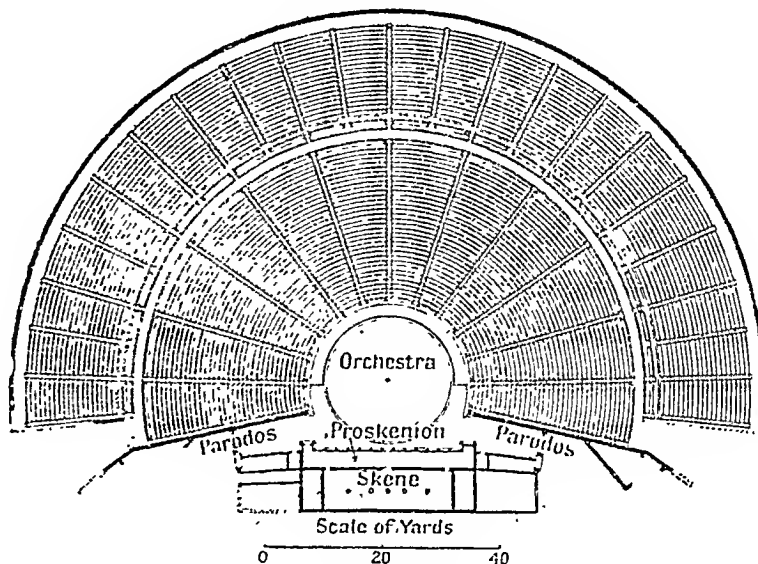 Orchestra
Parodos Proskenion Parodos
Skene
Scale of Yards
0 20 40